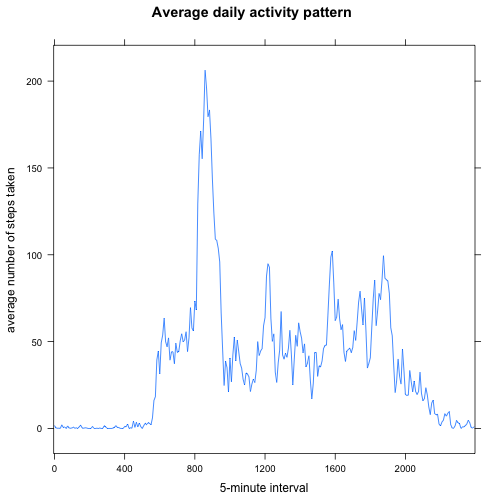 Average daily activity pattern
average number of steps taken
200
150
100
50
0
0 400 800 1200 1600 2000
5-minute interval